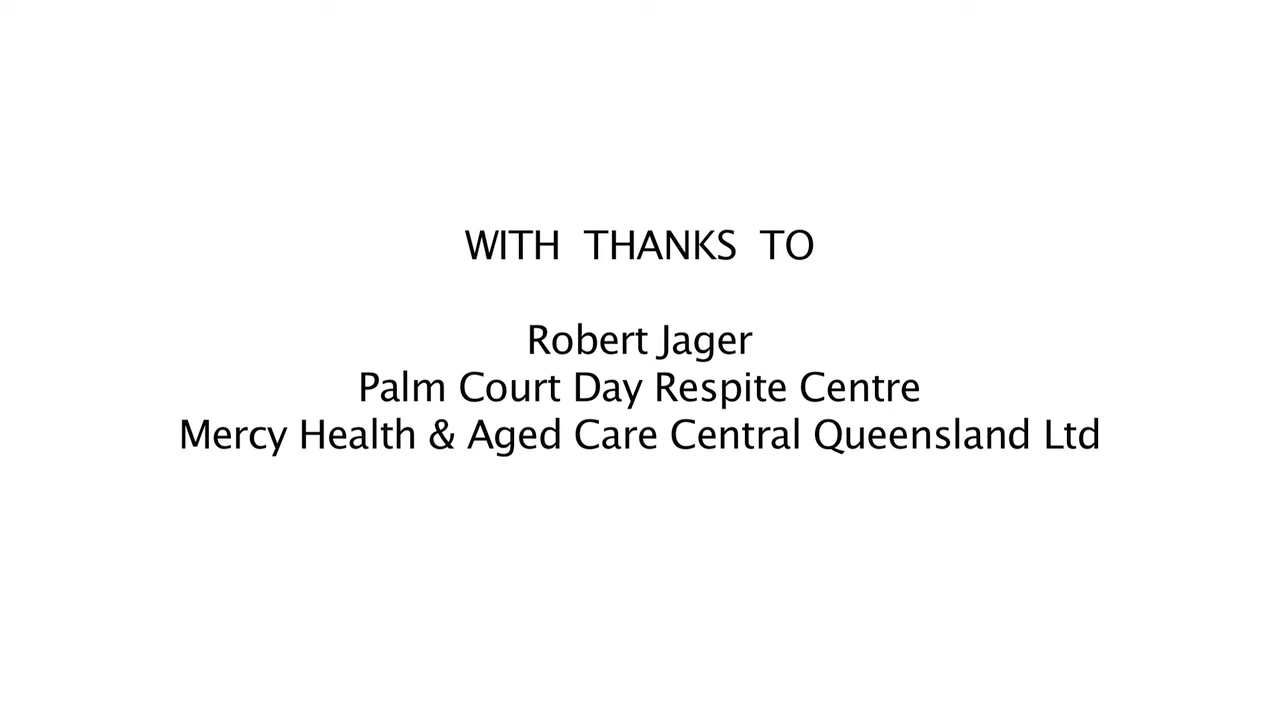 WITH THANKS TO
Robert Jager
Palm Court Day Respite Centre
Mercy Health & Aged Care Central Queensland Ltd